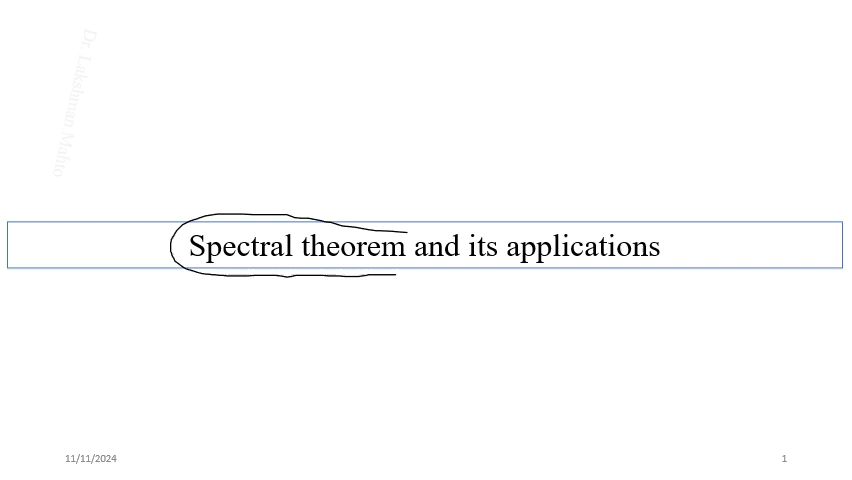 Dr. Lakshman Mahto
Spectral theorem and its applications
11/11/2024
1